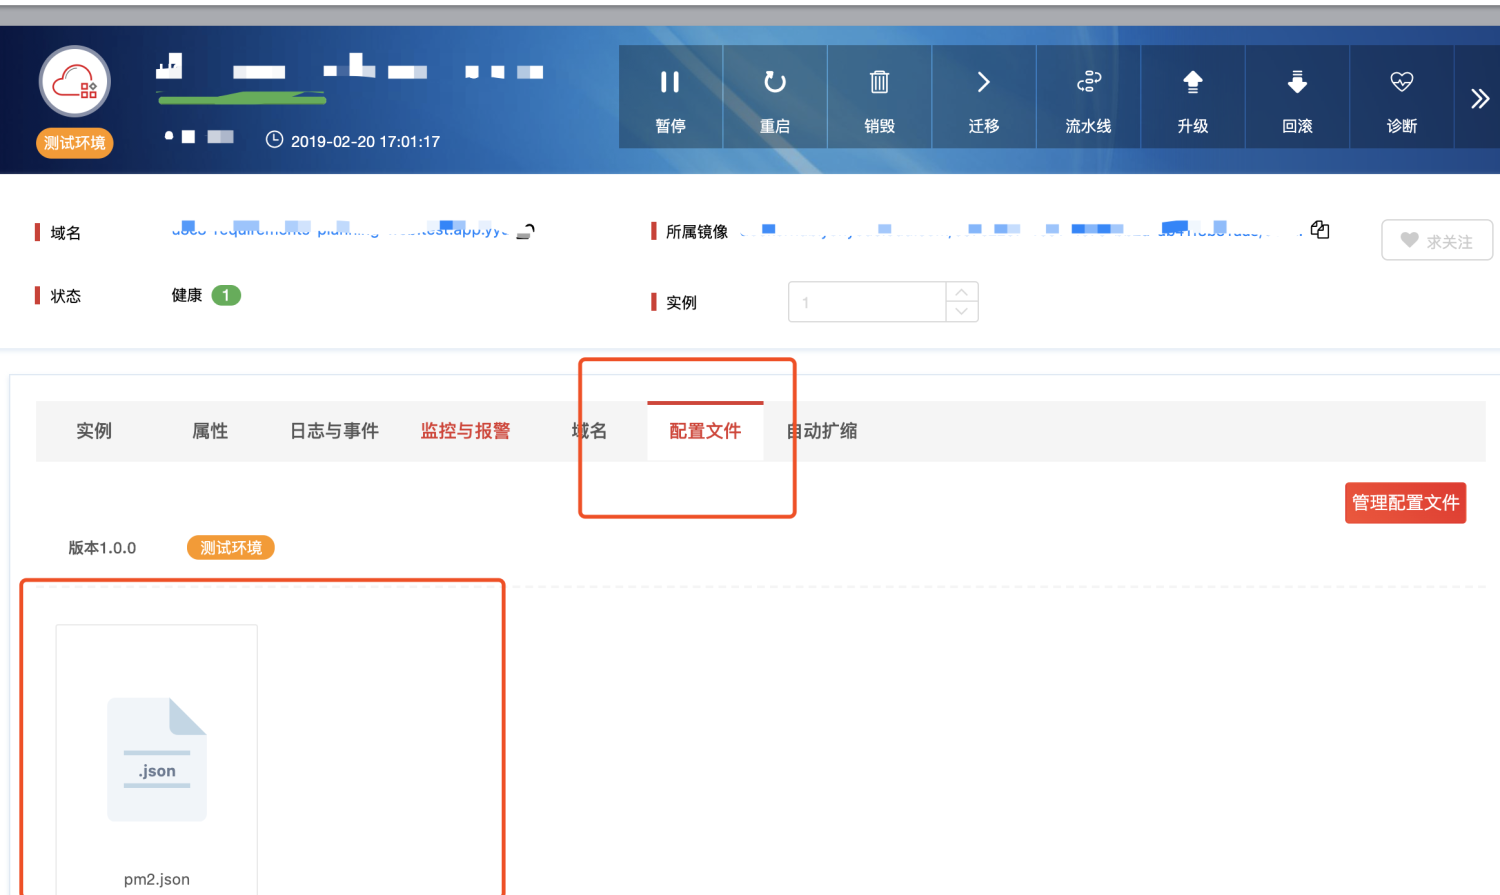 测试环境
2019-02-20 17:01:17
暂停 重启 销毁 迁移 流水线 升级 回滚 诊断
域名
所属镜像
求关注
状态 健康 1
实例 1
实例 属性 日志与事件 监控与报警 域名 配置文件 自动扩缩
管理配置文件
版本1.0.0 测试环境
.json
pm2.json